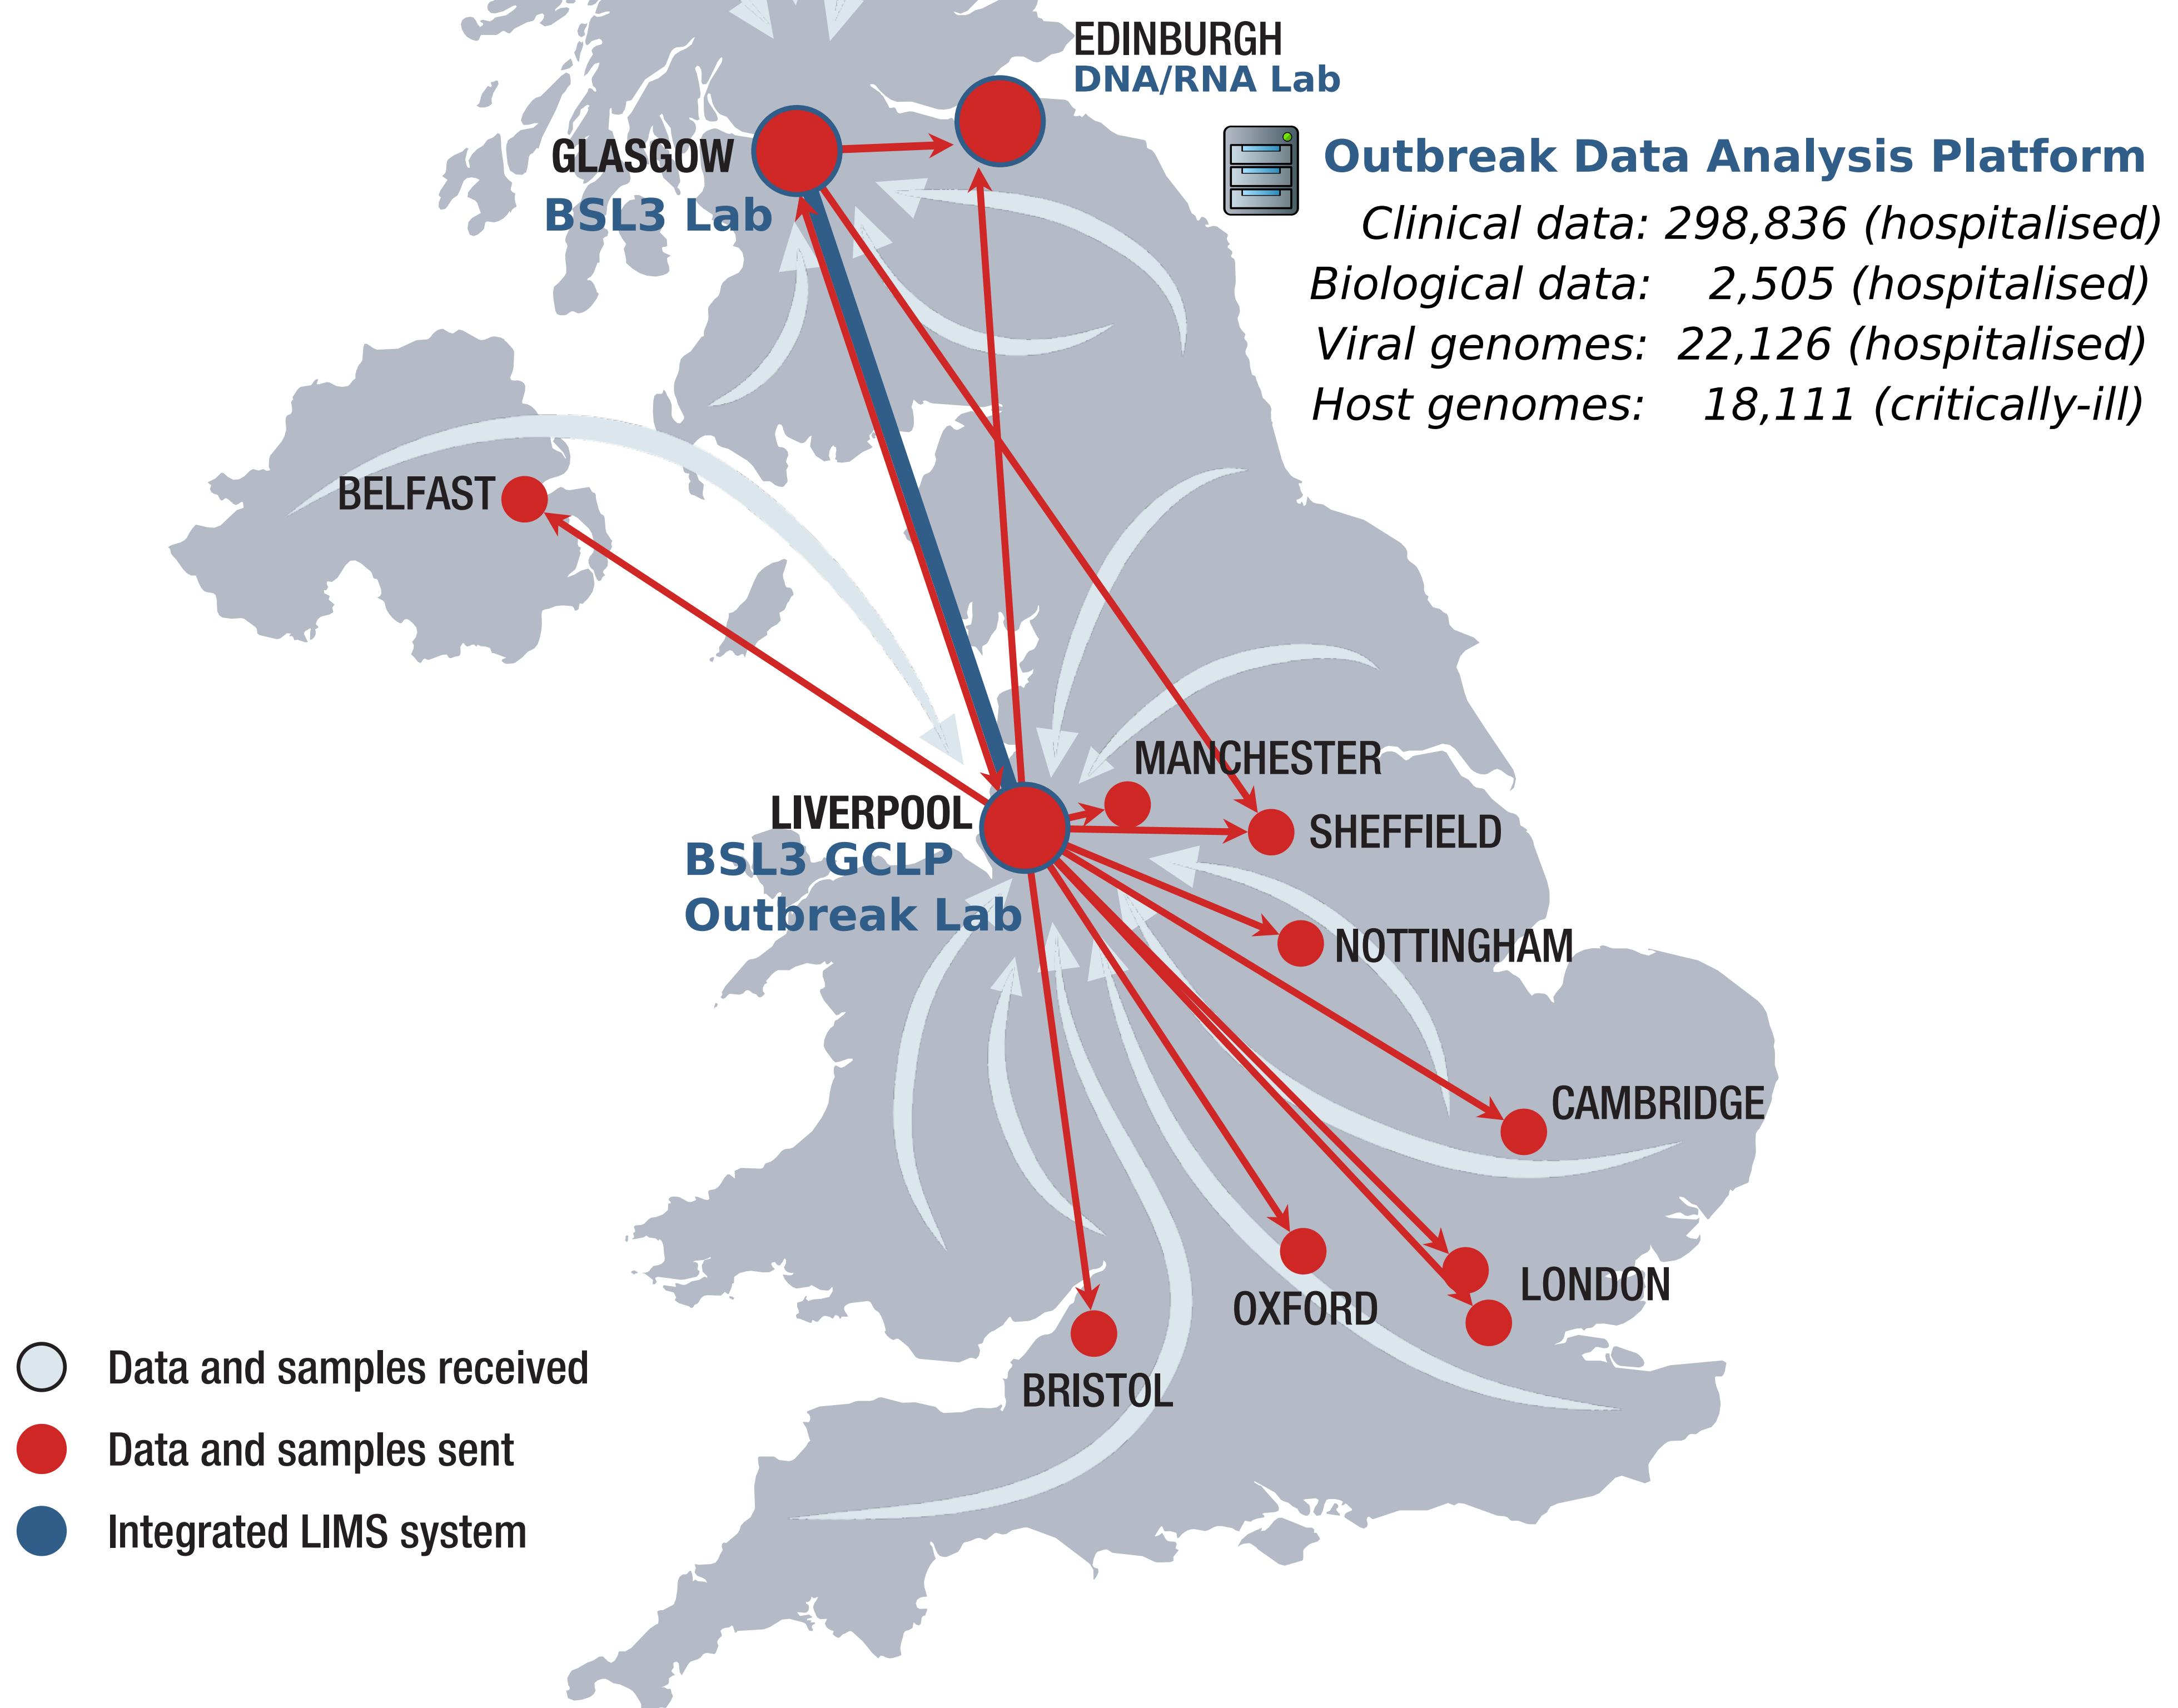 EDINBURGH
DNA/RNA Lab
GLASGOW
BSL3 Lab
Outbreak Data Analysis Platform
Clinical data: 298,836 (hospitalised)
Biological data: 2,505 (hospitalised)
Viral genomes: 22,126 (hospitalised)
Host genomes: 18,111 (critically-ill)
BELFAST
MANCHESTER
LIVERPOOL
BSL3 GCLP
Outbreak Lab
SHEFFIELD
NOTTINGHAM
CAMBRIDGE
LONDON
OXFORD
BRISTOL
Data and samples received
Data and samples sent
Integrated LIMS system